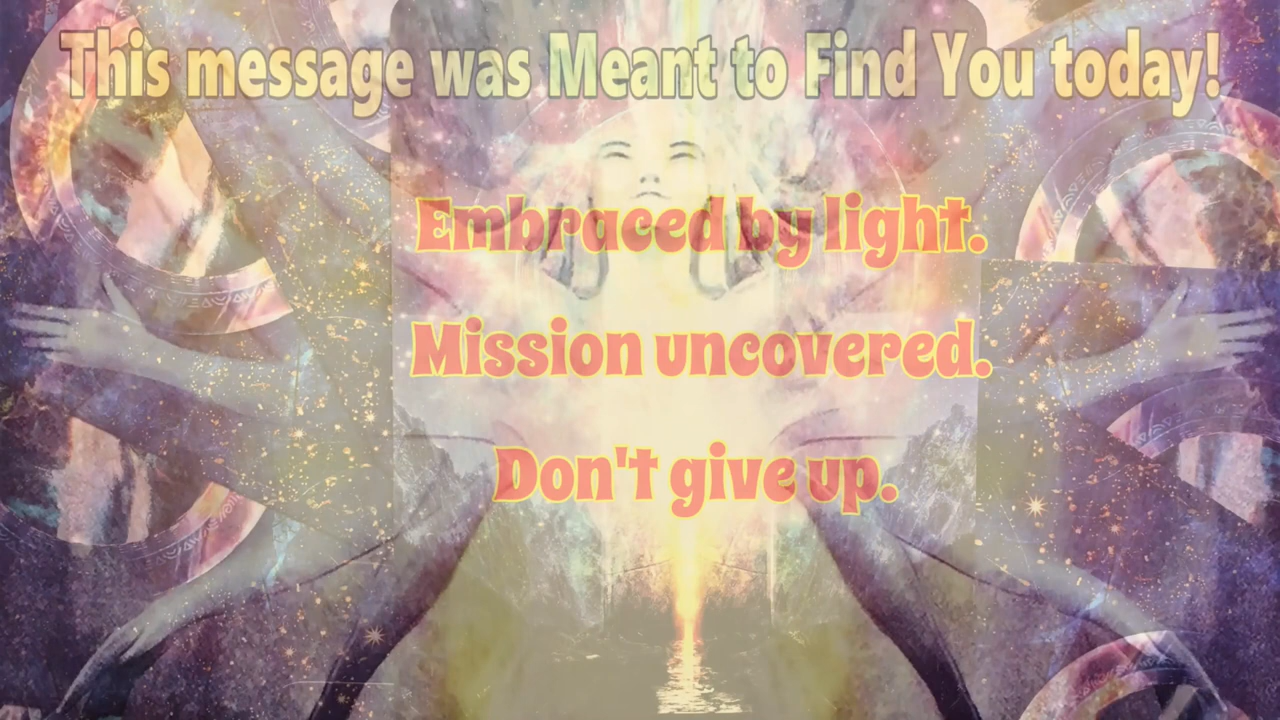 This message was Meant to Find You today!
Embraced by light.
Mission uncovered.
Don't give up.